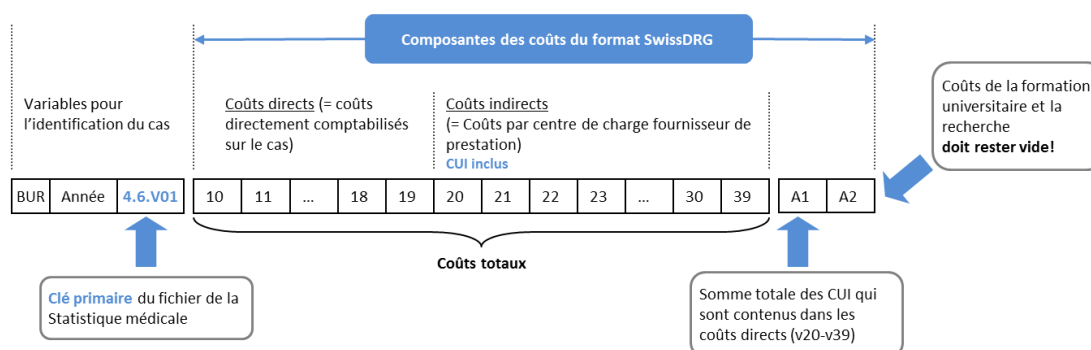 Composantes des coûts du format SwissDRG
Variables pour
l'identification du cas
Coûts directs (= coûts
directement comptabilisés
sur le cas)
Coûts indirects
(= Coûts par centre de charge fournisseur de
prestation)
CUI inclus
Coûts de la formation
universitaire et la
recherche
doit rester vide!
BUR Année 4.6.V01 10 11 ... 18 19 20 21 22 23 ... 30 39 A1 A2
Coûts totaux
Clé primaire du fichier de la
Statistique médicale
Somme totale des CUI qui
sont contenus dans les
coûts directs (v20-v39)